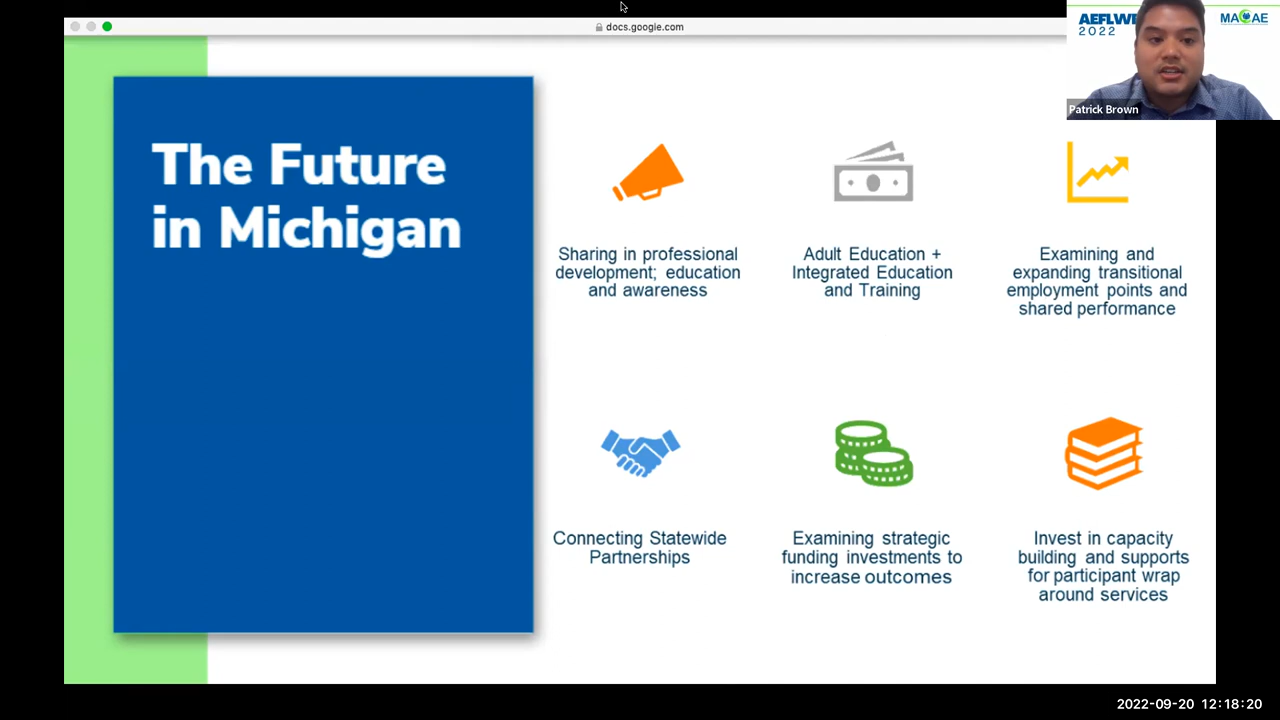 docs.google.com
AEFLW
2022
MACAE
Patrick Brown
The Future
in Michigan
Sharing in professional
development; education
and awareness
Adult Education +
Integrated Education
and Training
Examining and
expanding transitional
employment points and
shared performance
Connecting Statewide
Partnerships
Examining strategic
funding investments to
increase outcomes
Invest in capacity
building and supports
for participant wrap
around services
2022-09-20 12:18:20